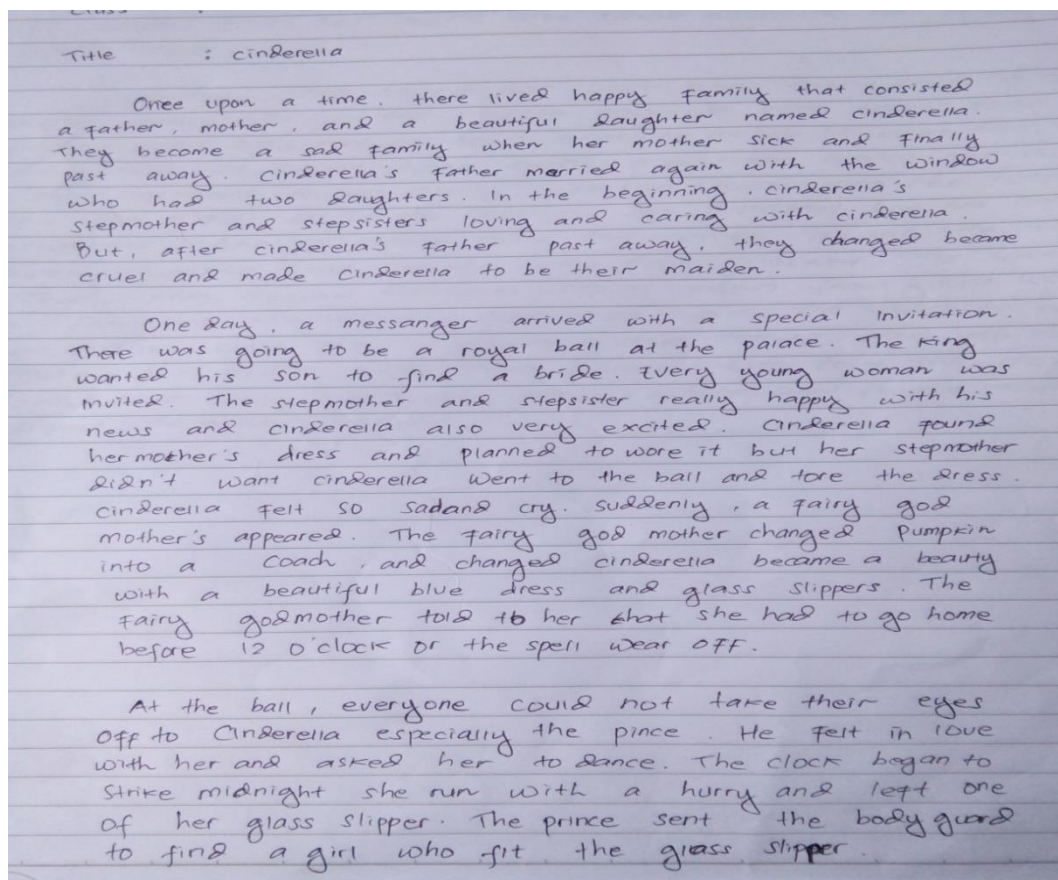 Title : cinderella
Once upon a time, there lived happy family that consisted
a father, mother, and a beautiful daughter named cinderella.
They become a sad family when her mother sick and finally
past away. cinderella's father married again with the window
who had two daughters. In the beginning, cinderella's
stepmother and stepsisters loving and caring with cinderella.
But, after cinderella's father past away, they changed become
cruel and made cinderella to be their maiden.
One day, a messanger arrived with a special invitation.
There was going to be a royal ball at the palace. The king
wanted his son to find a bride. Every young woman was
invited. The stepmother and stepsister really happy with his
news and cinderella also very excited. Cinderella found
her mother's dress and planned to wore it but her stepmother
didn't want cinderella went to the ball and tore the dress.
cinderella felt so sadand cry. suddenly, a fairy god
mother's appeared. The fairy god mother changed Pumpkin
into a coach, and changed cinderella became a beauty
with a beautiful blue dress and glass slippers. The
fairy godmother told to her that she had to go home
before 12 o'clock or the spell wear off.
At the ball, everyone could not take their eyes
off to Cinderella especially the pince. He felt in love
with her and asked her to dance. The clock began to
strike midnight she run with a hurry and left one
of her glass slipper. The prince sent the body guard
to find a girl who fit the glass slipper.